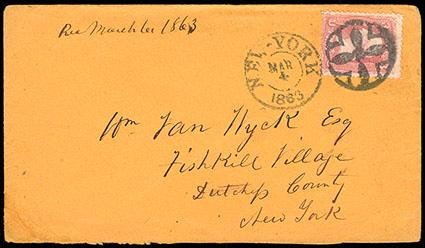 Rec March 6 1863
NEW-YORK
MAR
4
1863
Wm Van Wyck Esq
Fishkill Village
Dutchess County
New York